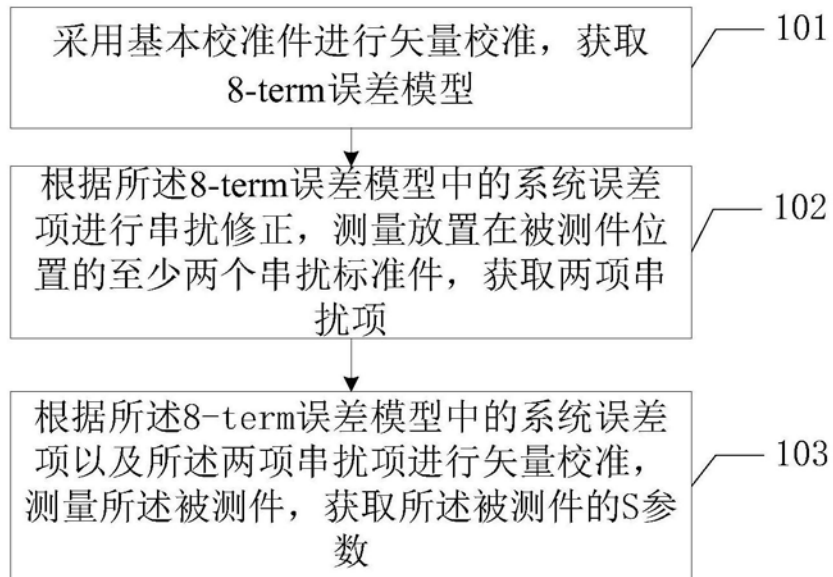 采用基本校准件进行矢量校准，获取
8-term误差模型
101
根据所述8-term误差模型中的系统误差
项进行串扰修正，测量放置在被测件位
置的至少两个串扰标准件，获取两项串
扰项
102
根据所述8-term误差模型中的系统误差
项以及所述两项串扰项进行矢量校准，
测量所述被测件，获取所述被测件的S参
数
103